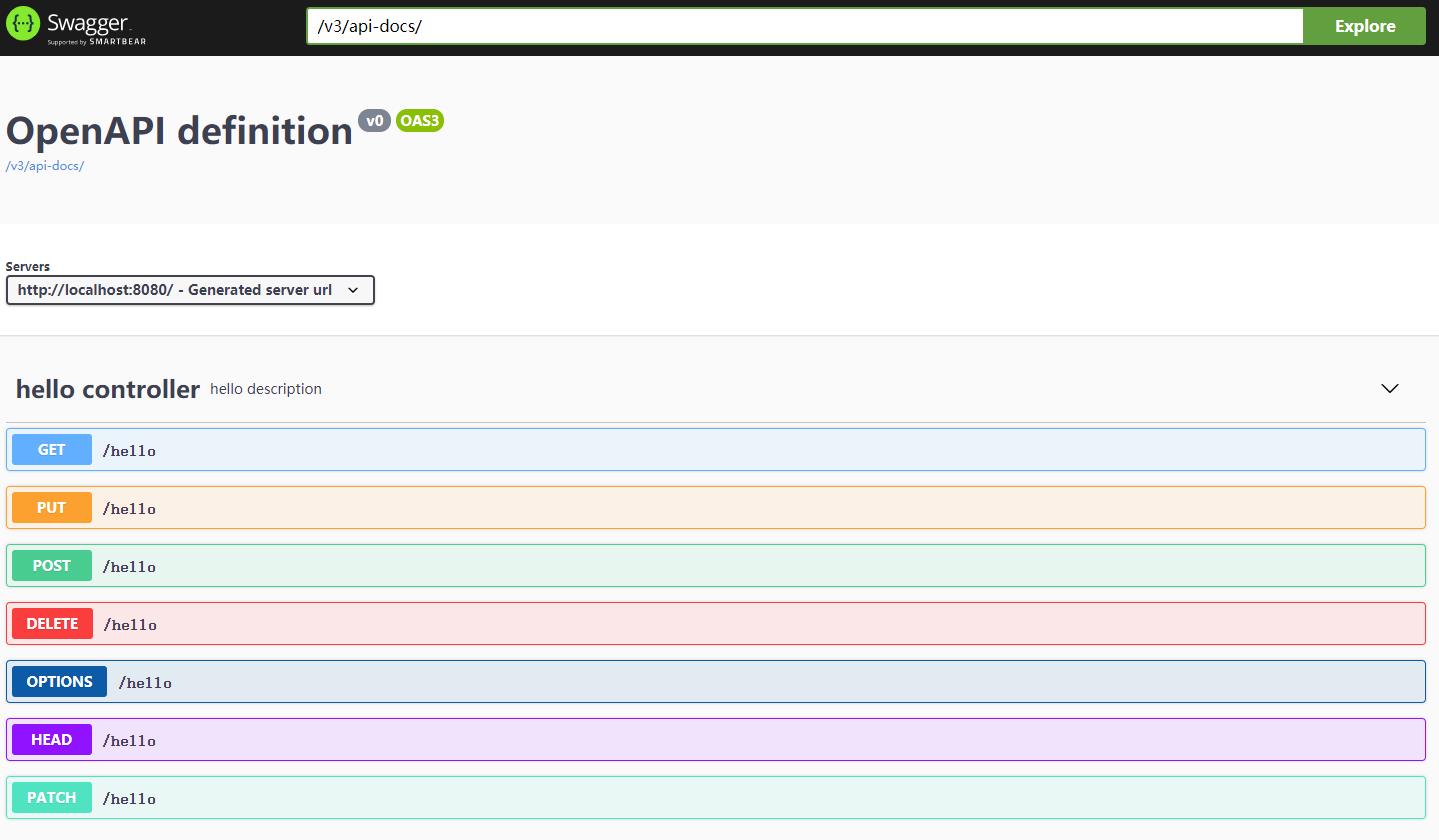 {···} Swagger
Supported by SMARTBEAR
/v3/api-docs/
Explore
OpenAPI definition v0 OAS3
/v3/api-docs/
Servers
http://localhost:8080/ - Generated server url
hello controller hello description
GET /hello
PUT /hello
POST /hello
DELETE /hello
OPTIONS /hello
HEAD /hello
PATCH /hello